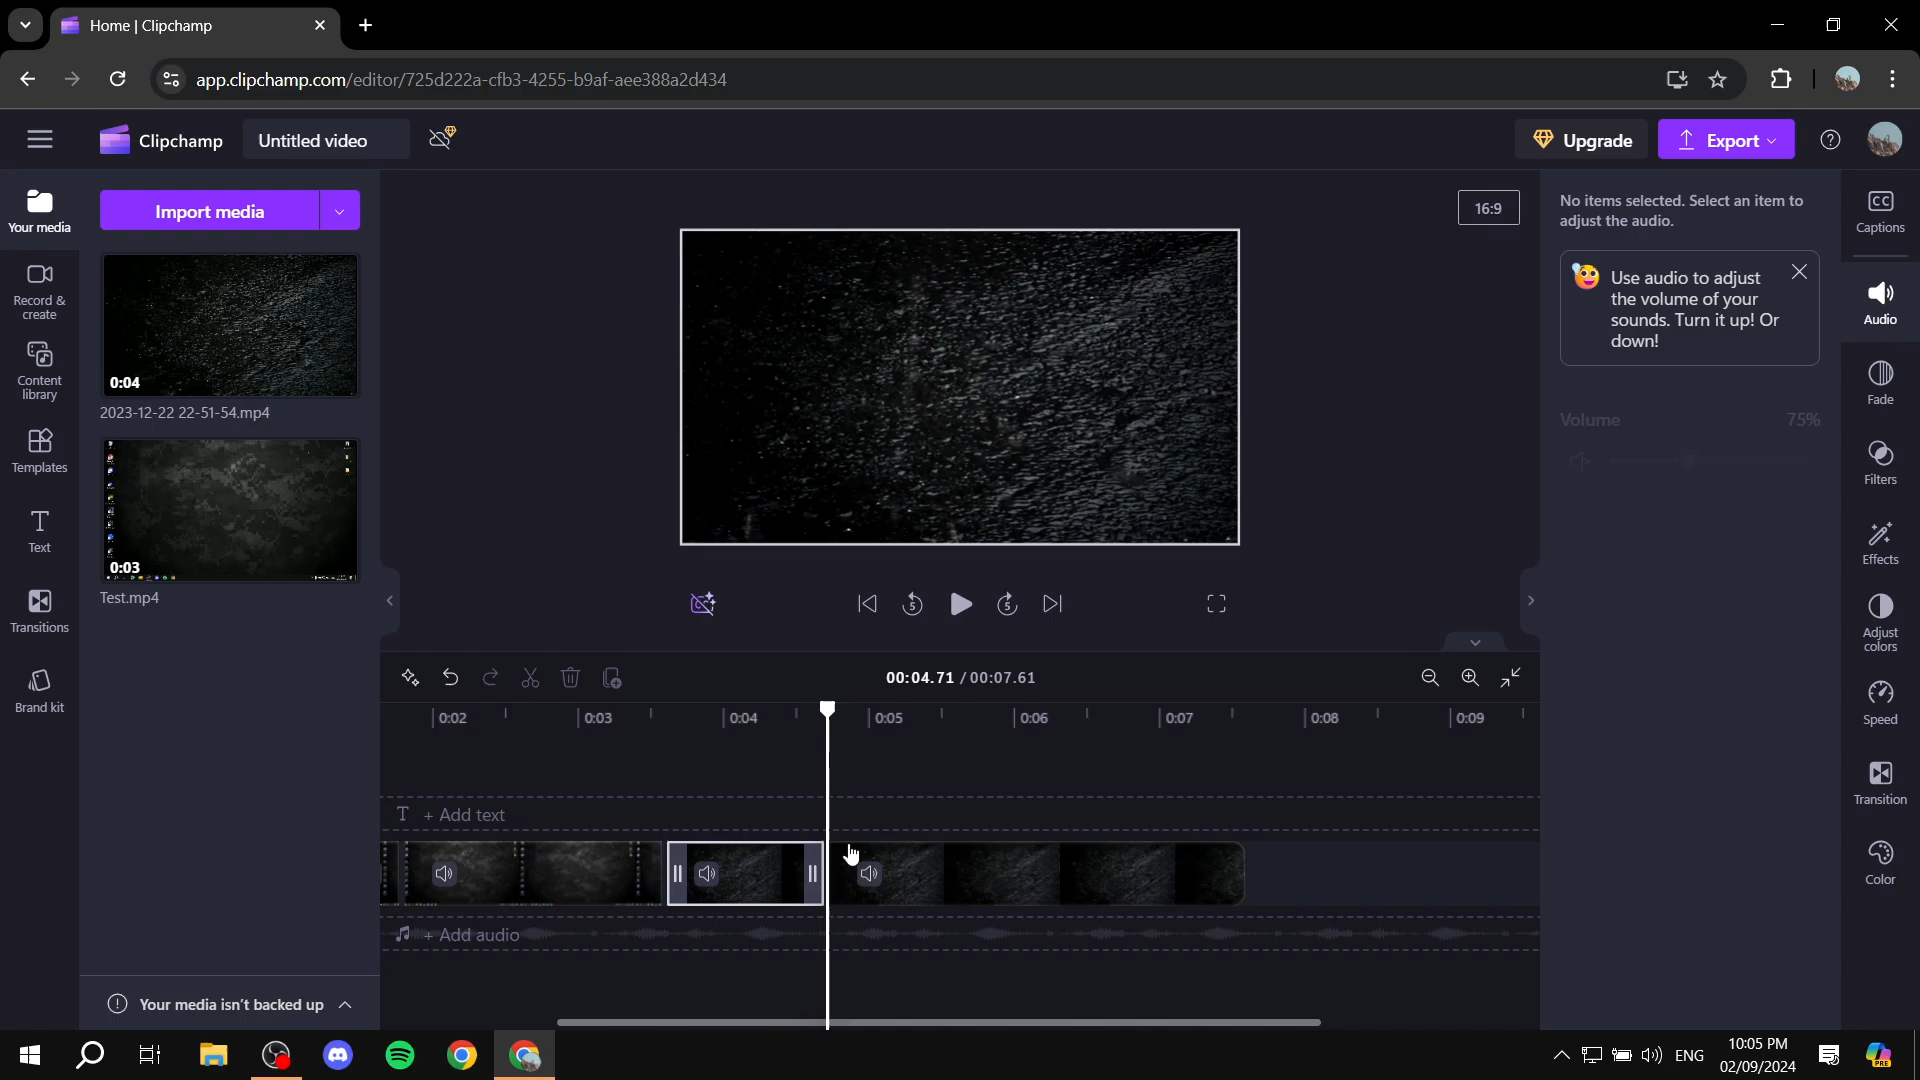 Home | Clipchamp
app.clipchamp.com/editor/725d222a-cfb3-4255-b9af-aee388a2d434
Clipchamp
Untitled video
Upgrade
Export
Your media
Record &
create
Content
library
Templates
Text
Transitions
Brand kit
Import media
0:04
2023-12-22 22-51-54.mp4
0:03
Test.mp4
Your media isn't backed up
16:9
5
5
00:04.71 / 00:07.61
0:02
0:03
0:04
0:05
0:06
0:07
0:08
0:09
T + Add text
+ Add audio
No items selected. Select an item to
adjust the audio.
Use audio to adjust
the volume of your
sounds. Turn it up! Or
down!
Volume 75%
CC
Captions
Audio
Fade
Filters
Effects
Adjust
colors
Speed
Transition
Color
ENG
10:05 PM
02/09/2024
PRE